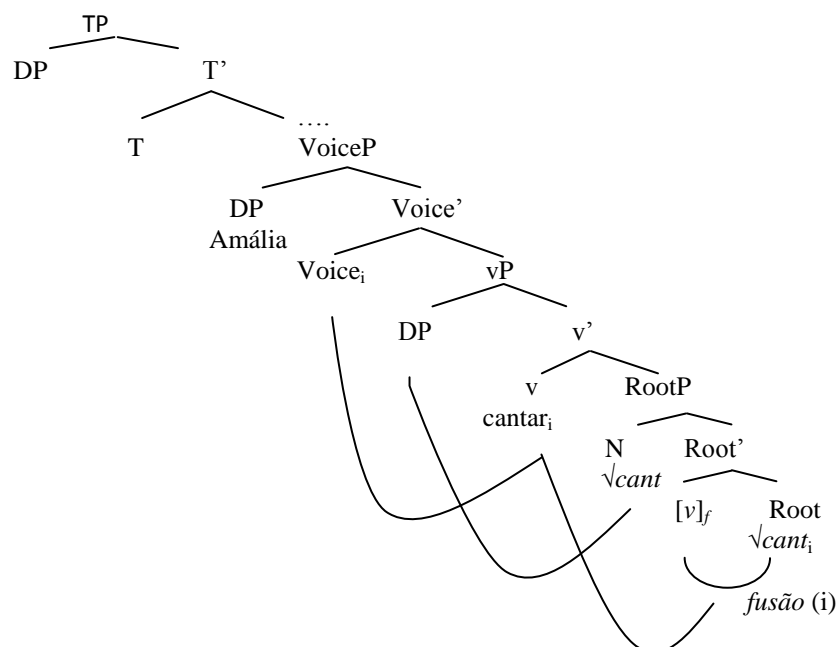 TP
DP T’
T ….
VoiceP
DP Voice’
Amália
Voiceᵢ vP
DP v’
v RootP
cantarᵢ
N Root’
√cant
[v]f Root
√cantᵢ
fusão (i)